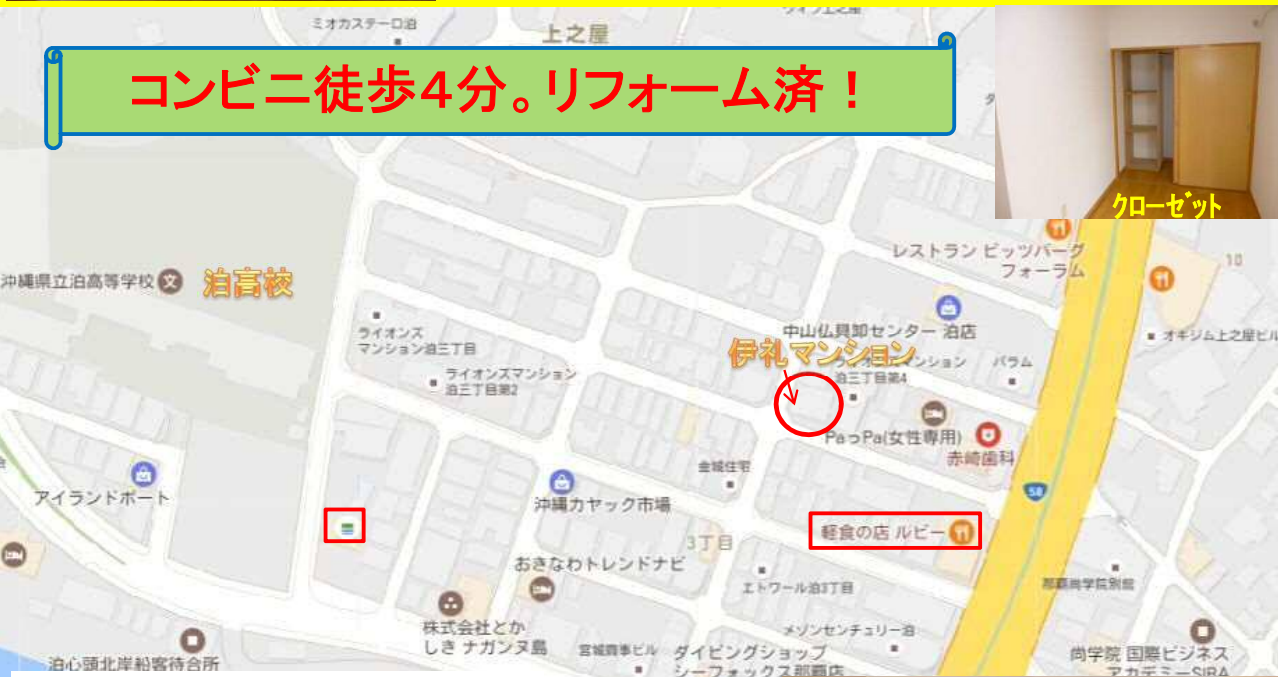 ミオカステーロ泊
上之屋
コンビニ徒歩4分。リフォーム済！
クローゼット
レストラン ビッツバーグ
フォーラム
10
沖縄県立泊高等学校
文
泊高校
ライオンズ
マンション泊三丁目
中山仏具卸センター 泊店
オキジム上之屋ビル
伊礼マンション
ライオンズマンション
泊三丁目第4
パラム
ライオンズマンション
泊三丁目第2
PaっPa(女性専用)
赤崎歯科
金城住宅
アイランドポート
沖縄カヤック市場
58
軽食の店 ルビー
3丁目
おきなわトレンドナビ
エトワール泊3丁目
那覇尚学院別館
株式会社とか
しき ナガンヌ島
メゾンセンチュリー泊
宮城商事ビル
ダイビングショップ
シーフォックス那覇店
尚学院 国際ビジネス
アカデミーSIRA
泊心頭北岸船客待合所